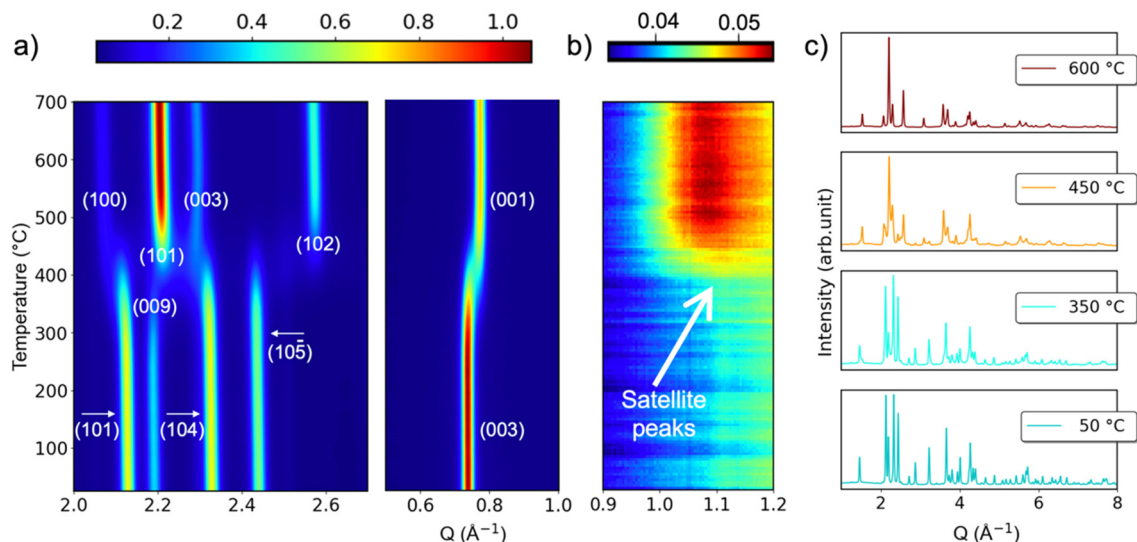 a)
0.2 0.4 0.6 0.8 1.0
b)
0.04 0.05
c)
Temperature (°C)
700
600
500
400
300
200
100
(100)
(003)
(101)
(102)
(009)
(105̅)
(101)
(104)
2.0 2.2 2.4 2.6
(001)
(003)
0.6 0.8 1.0
Q (Å⁻¹)
Satellite
peaks
0.9 1.0 1.1 1.2
Intensity (arb.unit)
600 °C
450 °C
350 °C
50 °C
2 4 6 8
Q (Å⁻¹)